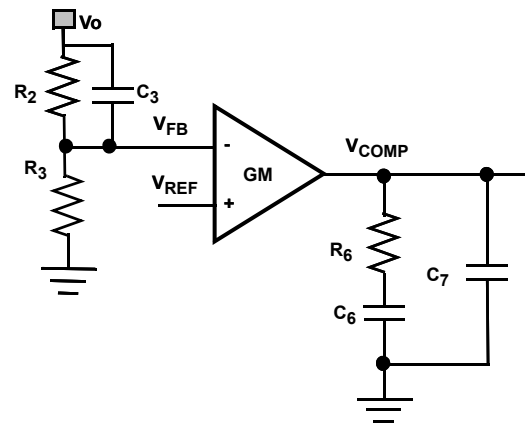 Vo
R2
C3
VFB
VCOMP
R3
GM
-
VREF
+
R6
C7
C6